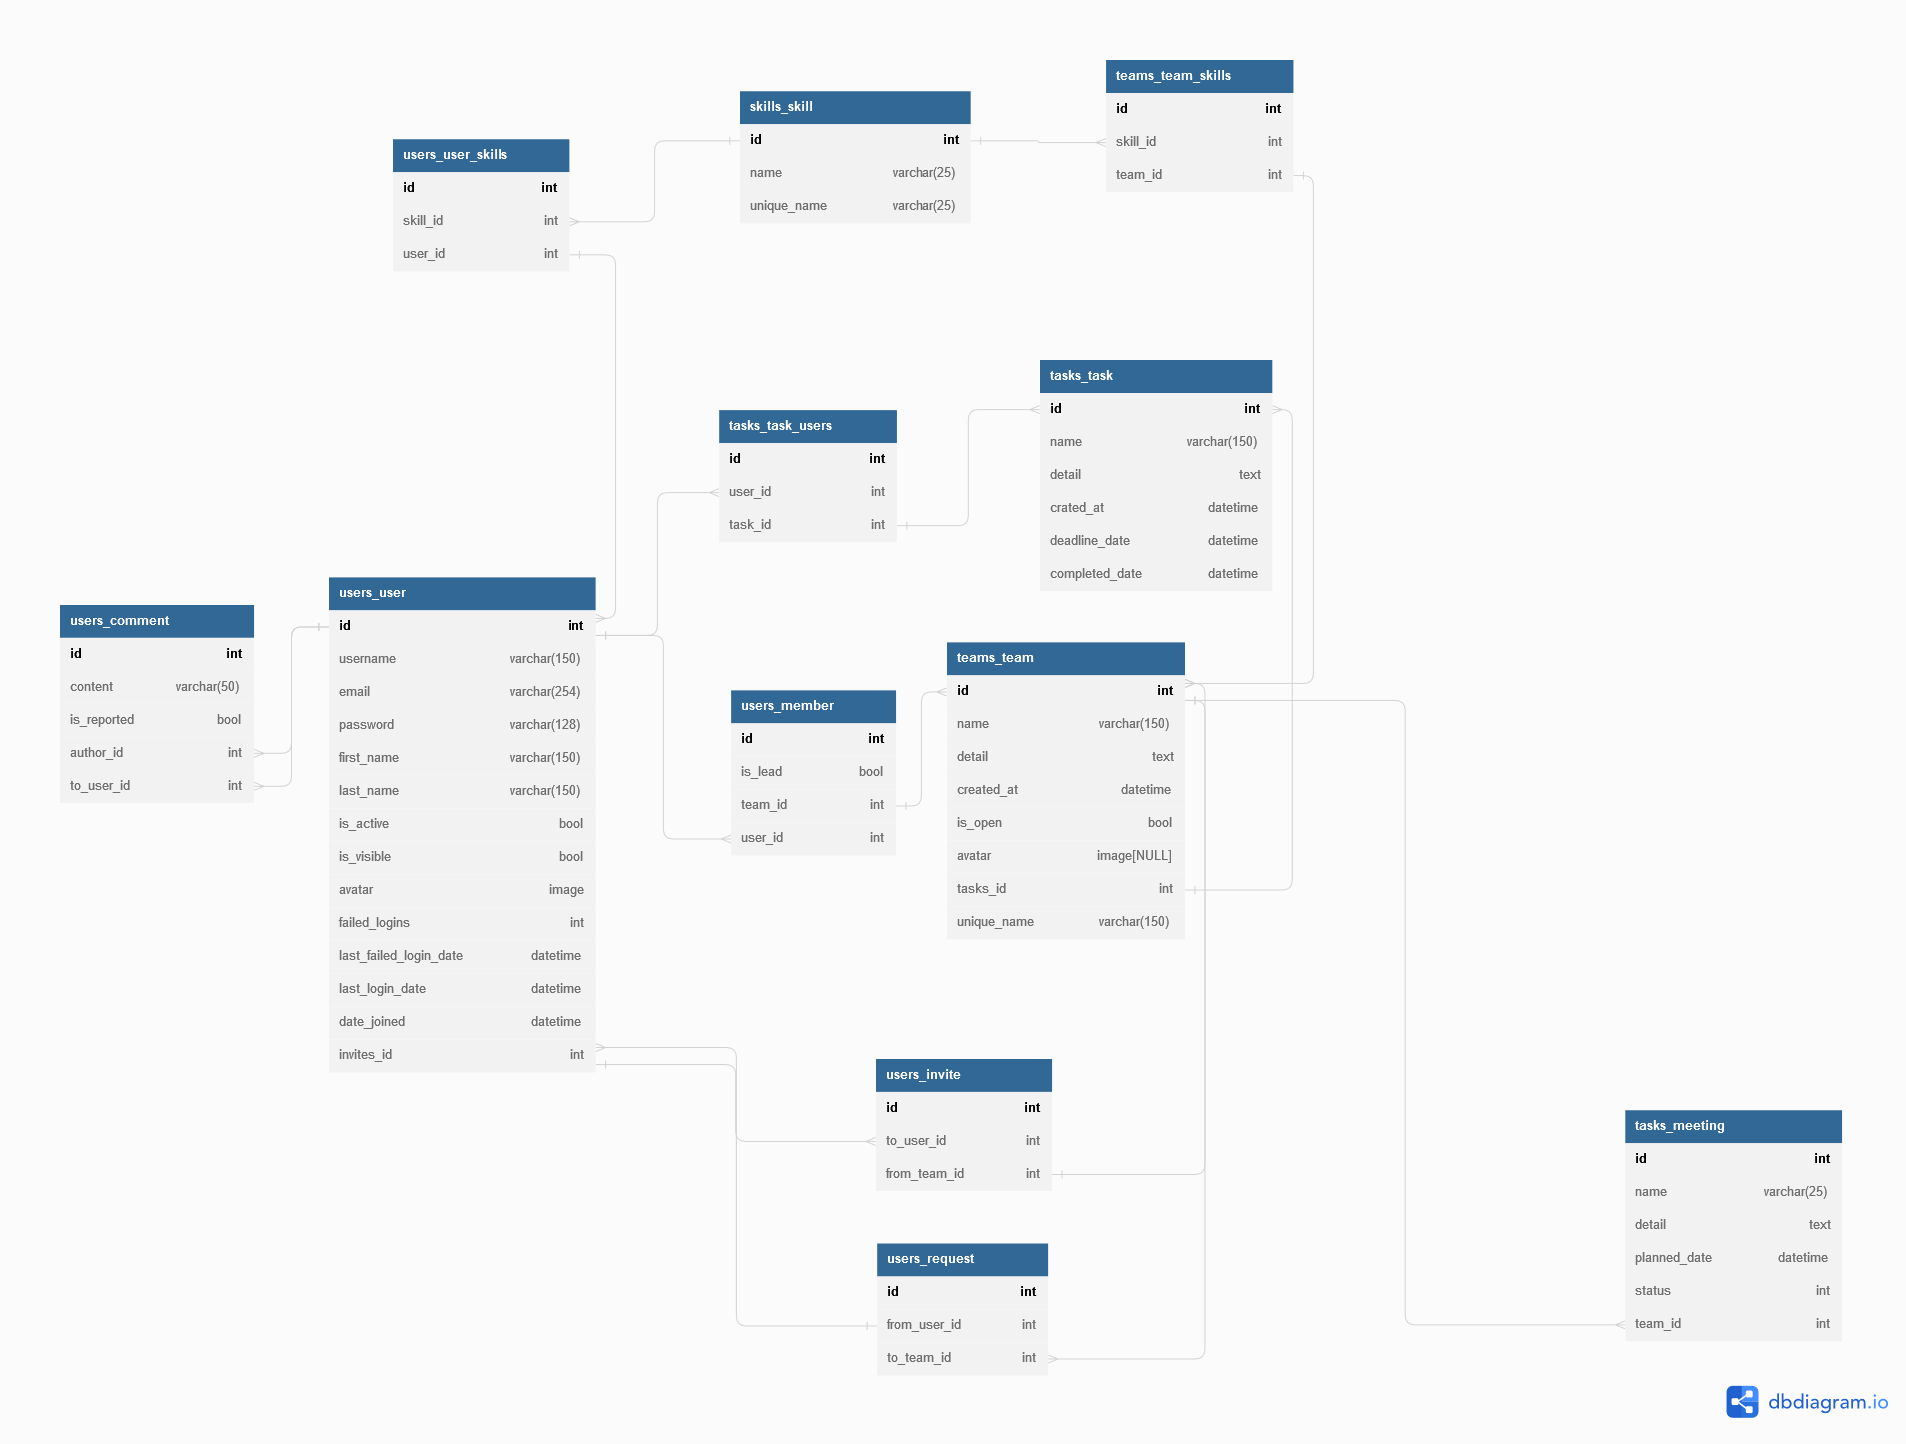 teams_team_skills
id int
skill_id int
team_id int
skills_skill
id int
name varchar(25)
unique_name varchar(25)
users_user_skills
id int
skill_id int
user_id int
tasks_task
id int
name varchar(150)
detail text
crated_at datetime
deadline_date datetime
completed_date datetime
tasks_task_users
id int
user_id int
task_id int
users_user
id int
username varchar(150)
email varchar(254)
password varchar(128)
first_name varchar(150)
last_name varchar(150)
is_active bool
is_visible bool
avatar image
failed_logins int
last_failed_login_date datetime
last_login_date datetime
date_joined datetime
invites_id int
users_comment
id int
content varchar(50)
is_reported bool
author_id int
to_user_id int
teams_team
id int
name varchar(150)
detail text
created_at datetime
is_open bool
avatar image[NULL]
tasks_id int
unique_name varchar(150)
users_member
id int
is_lead bool
team_id int
user_id int
users_invite
id int
to_user_id int
from_team_id int
tasks_meeting
id int
name varchar(25)
detail text
planned_date datetime
status int
team_id int
users_request
id int
from_user_id int
to_team_id int
dbdiagram.io